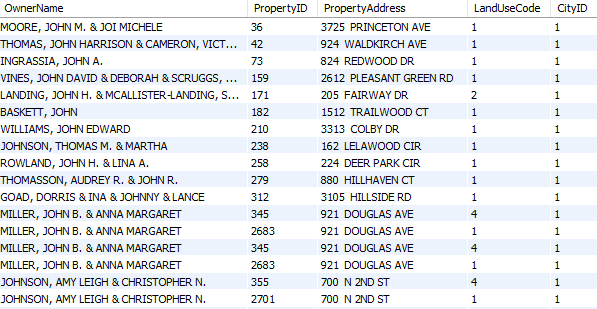 OwnerName PropertyID PropertyAddress LandUseCode CityID
MOORE, JOHN M. & JOI MICHELE 36 3725 PRINCETON AVE 1 1
THOMAS, JOHN HARRISON & CAMERON, VICT... 42 924 WALDKIRCH AVE 1 1
INGRASSIA, JOHN A. 73 824 REDWOOD DR 1 1
VINES, JOHN DAVID & DEBORAH & SCRUGGS, ... 159 2612 PLEASANT GREEN RD 1 1
LANDING, JOHN H. & MCALLISTER-LANDING, S... 171 205 FAIRWAY DR 2 1
BASKETT, JOHN 182 1512 TRAILWOOD CT 1 1
WILLIAMS, JOHN EDWARD 210 3313 COLBY DR 1 1
JOHNSON, THOMAS M. & MARTHA 238 162 LELAWOOD CIR 1 1
ROWLAND, JOHN H. & LINA A. 258 224 DEER PARK CIR 1 1
THOMASSON, AUDREY R. & JOHN R. 279 880 HILLHAVEN CT 1 1
GOAD, DORRIS & INA & JOHNNY & LANCE 312 3105 HILLSIDE RD 1 1
MILLER, JOHN B. & ANNA MARGARET 345 921 DOUGLAS AVE 4 1
MILLER, JOHN B. & ANNA MARGARET 2683 921 DOUGLAS AVE 1 1
MILLER, JOHN B. & ANNA MARGARET 345 921 DOUGLAS AVE 4 1
MILLER, JOHN B. & ANNA MARGARET 2683 921 DOUGLAS AVE 1 1
JOHNSON, AMY LEIGH & CHRISTOPHER N. 355 700 N 2ND ST 4 1
JOHNSON, AMY LEIGH & CHRISTOPHER N. 2701 700 N 2ND ST 1 1